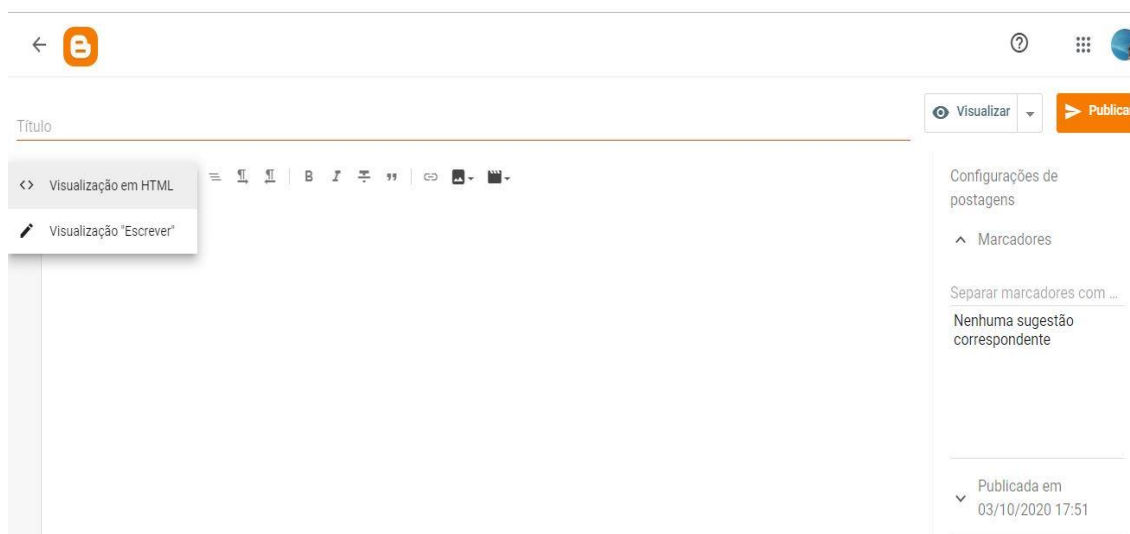 Título
Visualizar
Publicar
Visualização em HTML
Visualização "Escrever"
Configurações de
postagens
Marcadores
Separar marcadores com ...
Nenhuma sugestão
correspondente
Publicada em
03/10/2020 17:51